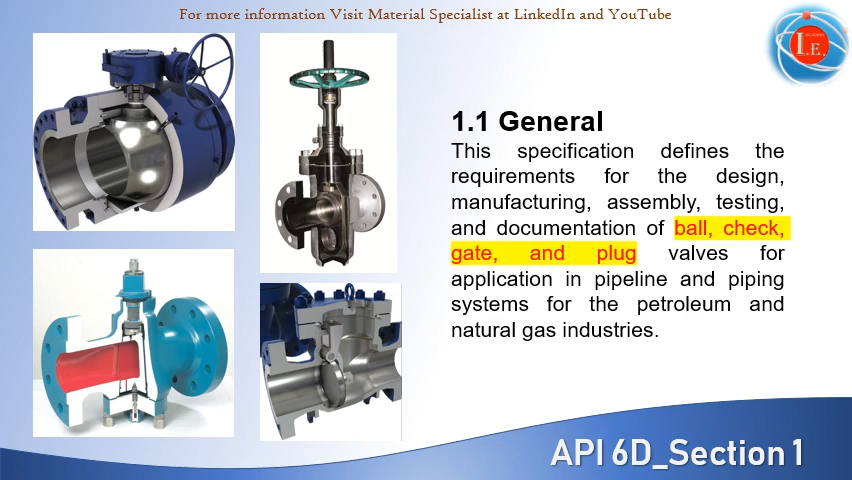 For more information Visit Material Specialist at LinkedIn and YouTube
ACADEMY
I.E.
1.1 General
This specification defines the
requirements for the design,
manufacturing, assembly, testing,
and documentation of ball, check,
gate, and plug valves for
application in pipeline and piping
systems for the petroleum and
natural gas industries.
API 6D_Section 1